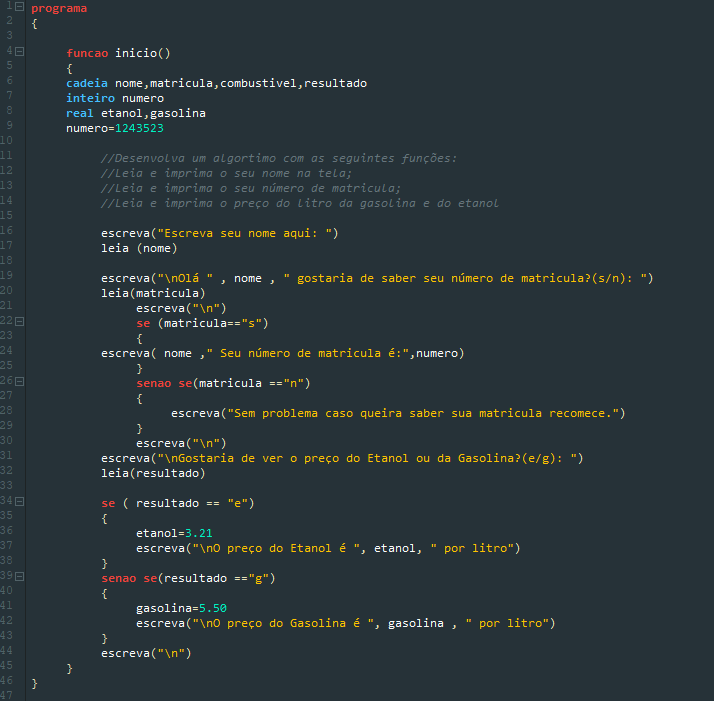 1 programa
2 {
3
4 funcao inicio()
5 {
6 cadeia nome,matricula,combustivel,resultado
7 inteiro numero
8 real etanol,gasolina
9 numero=1243523
10
11 //Desenvolva um algortimo com as seguintes funções:
12 //Leia e imprima o seu nome na tela;
13 //Leia e imprima o seu número de matricula;
14 //Leia e imprima o preço do litro da gasolina e do etanol
15
16 escreva("Escreva seu nome aqui: ")
17 leia (nome)
18
19 escreva("\nOlá " , nome , " gostaria de saber seu número de matricula?(s/n): ")
20 leia(matricula)
21 escreva("\n")
22 se (matricula=="s")
23 {
24 escreva( nome ," Seu número de matricula é:",numero)
25 }
26 senao se(matricula =="n")
27 {
28 escreva("Sem problema caso queira saber sua matricula recomece.")
29 }
30 escreva("\n")
31 escreva("\nGostaria de ver o preço do Etanol ou da Gasolina?(e/g): ")
32 leia(resultado)
33
34 se ( resultado == "e")
35 {
36 etanol=3.21
37 escreva("\nO preço do Etanol é ", etanol, " por litro")
38 }
39 senao se(resultado =="g")
40 {
41 gasolina=5.50
42 escreva("\nO preço do Gasolina é ", gasolina , " por litro")
43 }
44 escreva("\n")
45 }
46 }
47